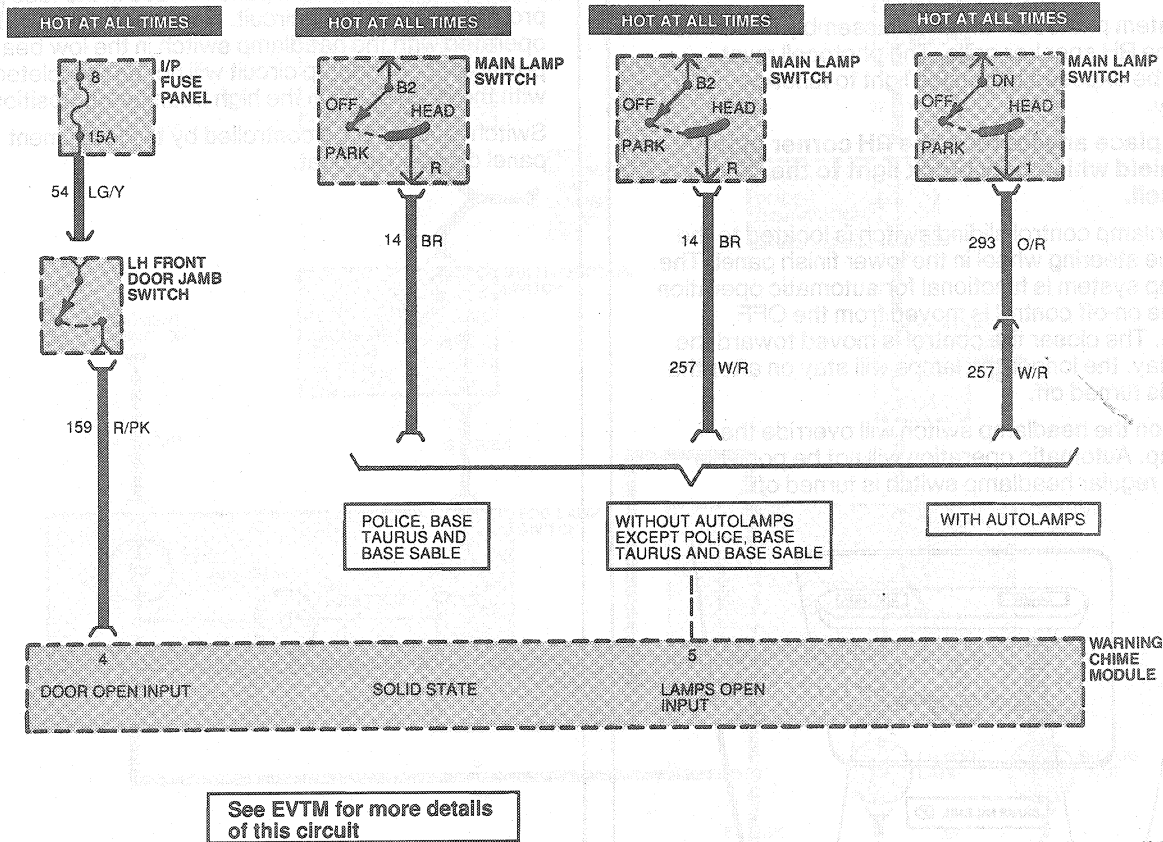 HOT AT ALL TIMES
HOT AT ALL TIMES
HOT AT ALL TIMES
HOT AT ALL TIMES
8
15A
I/P
FUSE
PANEL
B2
OFF
HEAD
PARK
R
MAIN LAMP
SWITCH
B2
OFF
HEAD
PARK
R
MAIN LAMP
SWITCH
DN
OFF
HEAD
PARK
MAIN LAMP
SWITCH
54 LG/Y
LH FRONT
DOOR JAMB
SWITCH
14 BR
14 BR
293 O/R
257 W/R
257 W/R
159 R/PK
POLICE, BASE
TAURUS AND
BASE SABLE
WITHOUT AUTOLAMPS
EXCEPT POLICE, BASE
TAURUS AND BASE SABLE
WITH AUTOLAMPS
4
5
DOOR OPEN INPUT
SOLID STATE
LAMPS OPEN
INPUT
WARNING
CHIME
MODULE
See EVTM for more details
of this circuit